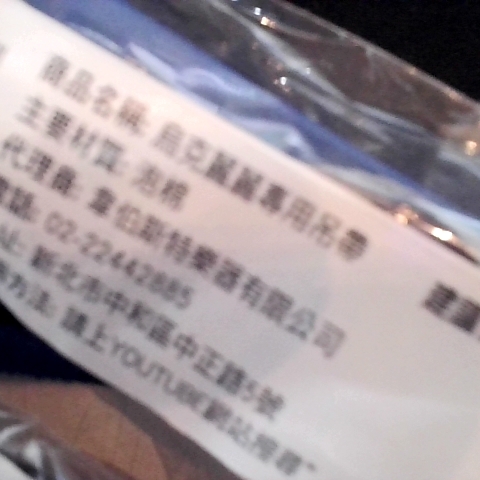 商品名稱: 烏克麗麗專用吊帶
主要材質: 泡棉
代理商: 韋伯斯特樂器有限公司
電話: 02-22442885
址: 新北市中和區中正路5號
方法: 請上YOUTUBE網站搜尋"
建議